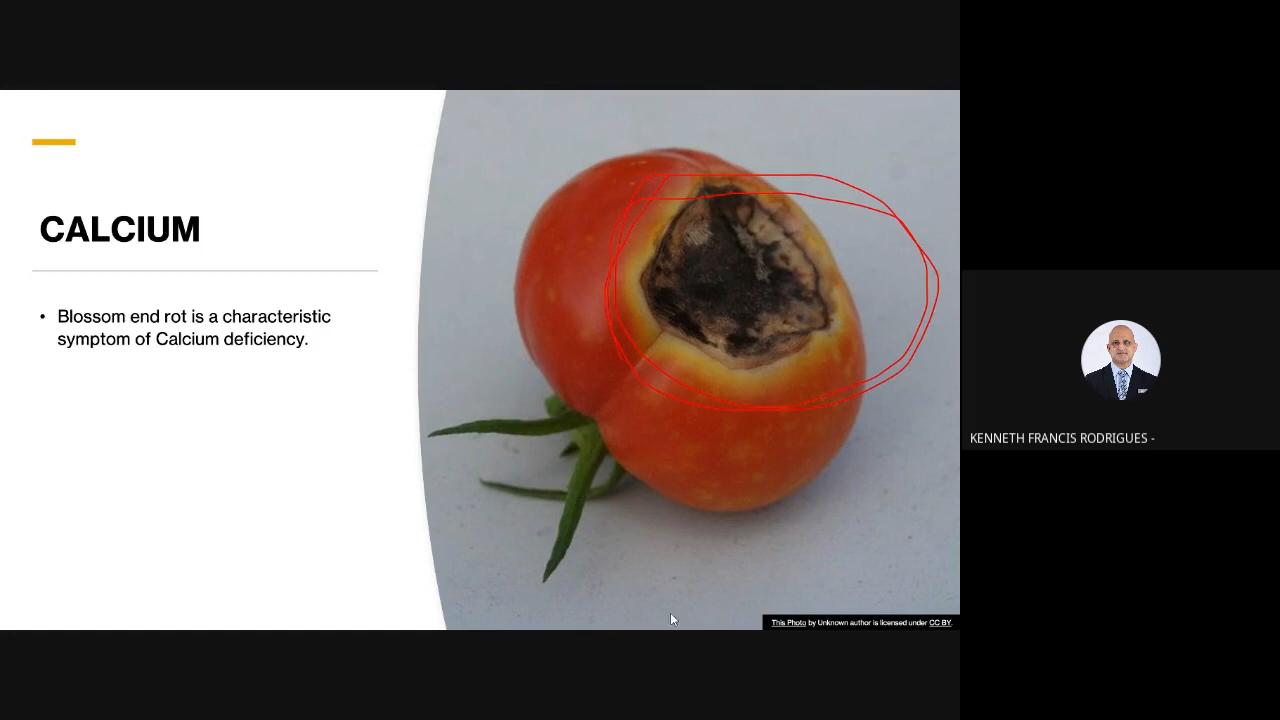 CALCIUM
• Blossom end rot is a characteristic
symptom of Calcium deficiency.
This Photo by Unknown author is licensed under CC BY.
KENNETH FRANCIS RODRIGUES -